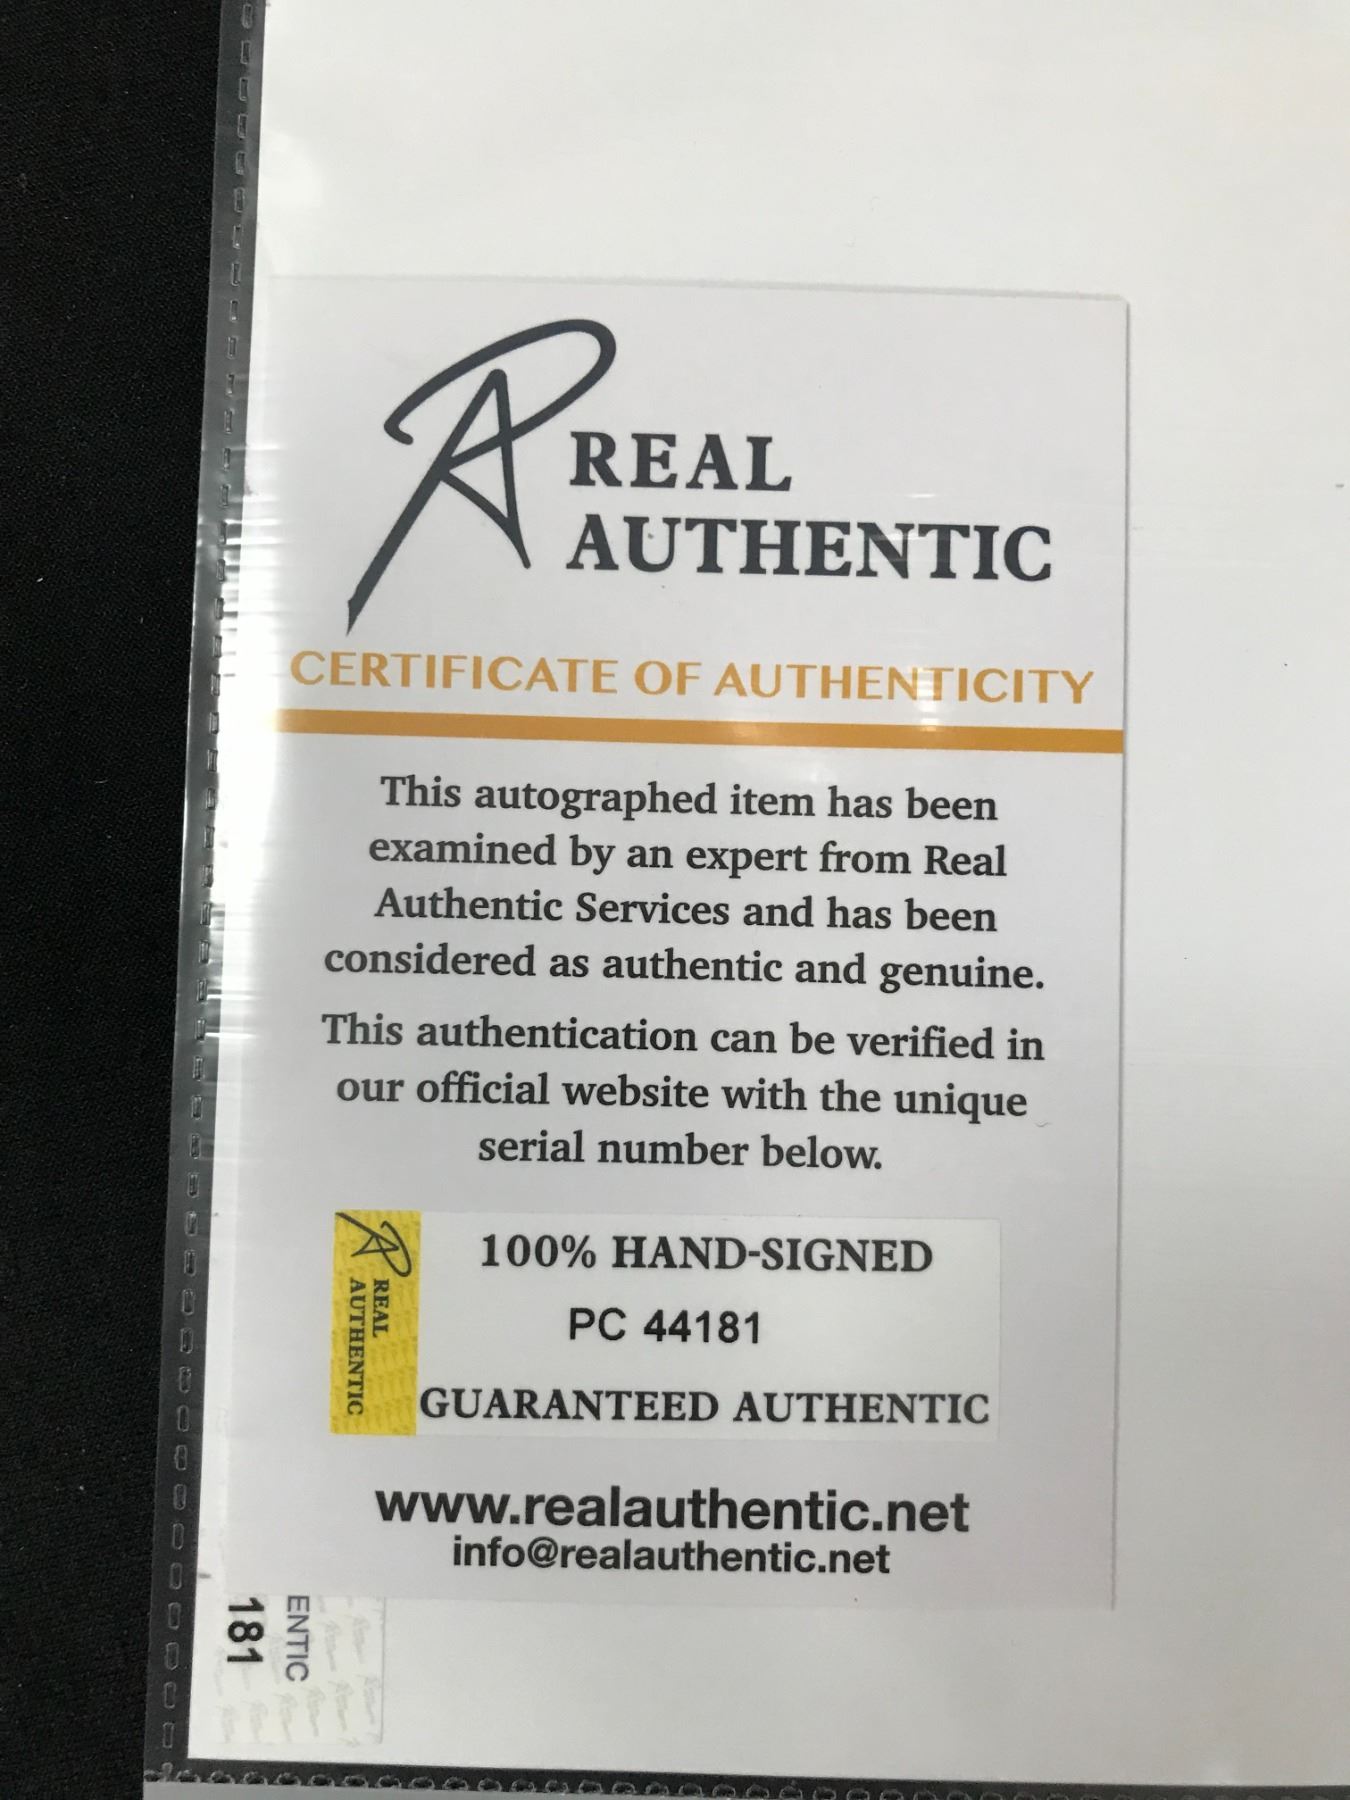 REAL
AUTHENTIC
CERTIFICATE OF AUTHENTICITY
This autographed item has been
examined by an expert from Real
Authentic Services and has been
considered as authentic and genuine.
This authentication can be verified in
our official website with the unique
serial number below.
REAL
AUTHENTIC
100% HAND-SIGNED
PC 44181
GUARANTEED AUTHENTIC
www.realauthentic.net
info@realauthentic.net
ENTIC
181